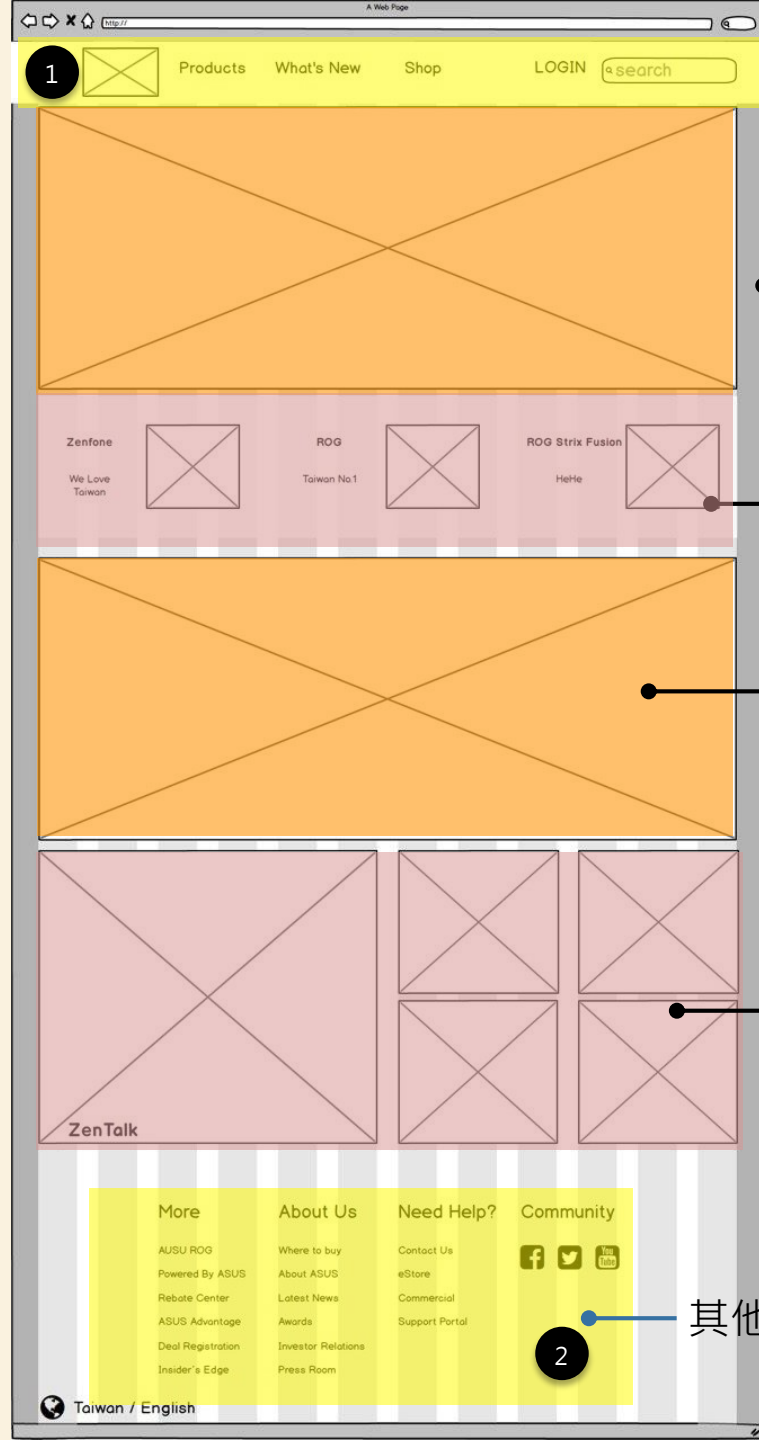 A Web Page
http://
1
Products
What's New
Shop
LOGIN
search
Zenfone
We Love
Taiwan
ROG
Taiwan No.1
ROG Strix Fusion
HeHe
ZenTalk
More
AUSU ROG
Powered By ASUS
Rebate Center
ASUS Advantage
Deal Registration
Insider's Edge
About Us
Where to buy
About ASUS
Latest News
Awards
Investor Relations
Press Room
Need Help?
Contact Us
eStore
Commercial
Support Portal
Community
You
Tube
其他
2
Taiwan / English